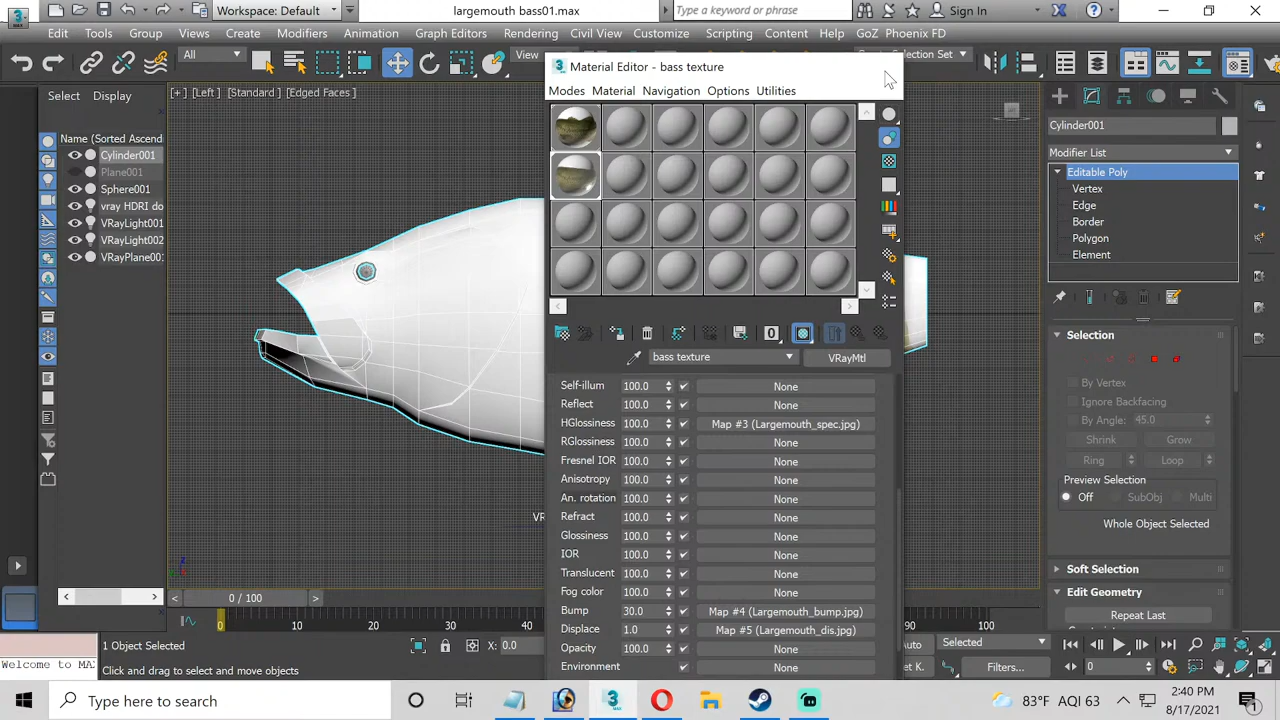 Workspace: Default
largemouth bass01.max
Type a keyword or phrase
Sign In
Edit Tools Group Views Create Modifiers Animation Graph Editors Rendering Civil View Customize Scripting Content Help GoZ Phoenix FD
All
View
Create Selection Set
Select Display
Name (Sorted Ascend
Cylinder001
Plane001
Sphere001
vray HDRI do
VRayLight001
VRayLight002
VRayPlane001
[+] [Left] [Standard] [Edged Faces]
Material Editor - bass texture
Modes Material Navigation Options Utilities
0
bass texture VRayMtl
Self-illum 100.0 None
Reflect 100.0 None
HGlossiness 100.0 Map #3 (Largemouth_spec.jpg)
RGlossiness 100.0 None
Fresnel IOR 100.0 None
Anisotropy 100.0 None
An. rotation 100.0 None
Refract 100.0 None
Glossiness 100.0 None
IOR 100.0 None
Translucent 100.0 None
Fog color 100.0 None
Bump 30.0 Map #4 (Largemouth_bump.jpg)
Displace 1.0 Map #5 (Largemouth_dis.jpg)
Opacity 100.0 None
Environment None
Cylinder001
Modifier List
Editable Poly
Vertex
Edge
Border
Polygon
Element
Selection
By Vertex
Ignore Backfacing
By Angle: 45.0
Shrink Grow
Ring Loop
Preview Selection
Off SubObj Multi
Whole Object Selected
Soft Selection
Edit Geometry
Repeat Last
VR
z
0 / 100
0 10 20 30 40 100
1 Object Selected
X: 0.0
Auto
Selected
Welcome to MAX
Click and drag to select and move objects
et K.
Filters...
0
Type here to search
83°F AQI 63
2:40 PM
8/17/2021